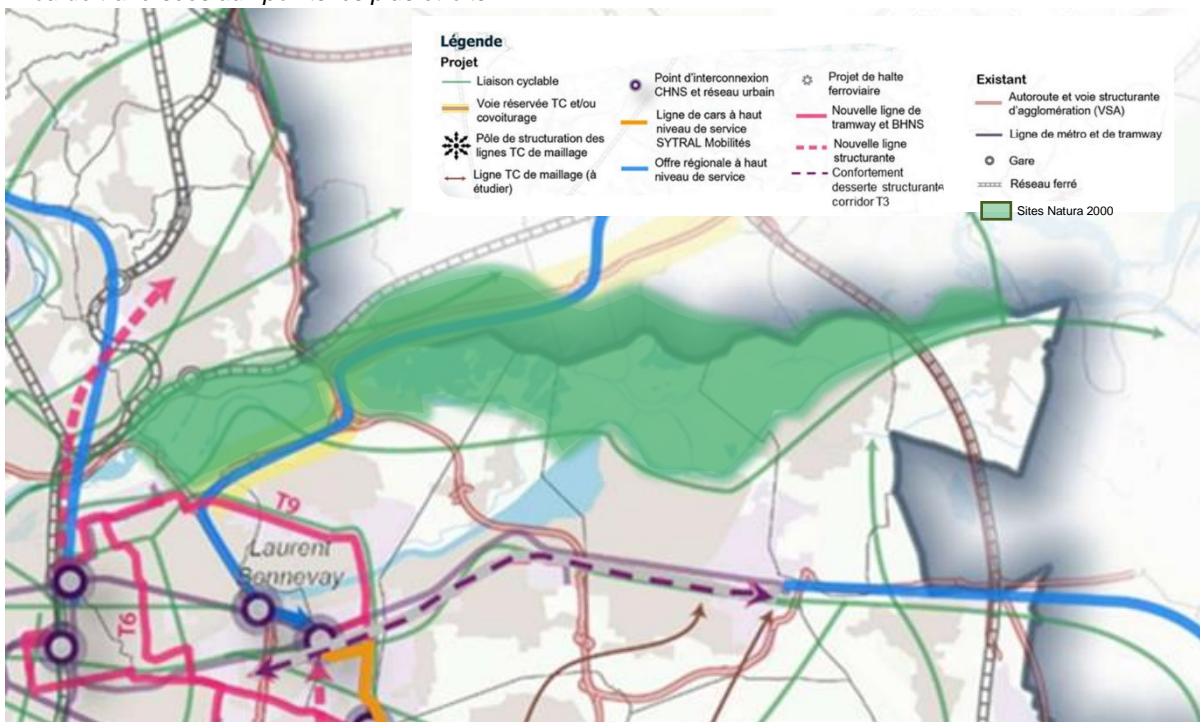 Légende
Projet
Liaison cyclable
Voie réservée TC et/ou
covoiturage
Pôle de structuration des
lignes TC de maillage
Ligne TC de maillage (à
étudier)
Point d'interconnexion
CHNS et réseau urbain
Ligne de cars à haut
niveau de service
SYTRAL Mobilités
Offre régionale à haut
niveau de service
Projet de halte
ferroviaire
Nouvelle ligne de
tramway et BHNS
Nouvelle ligne
structurante
Confortement
desserte structurante
corridor T3
Existant
Autoroute et voie structurante
d'agglomération (VSA)
Ligne de métro et de tramway
Gare
Réseau ferré
Sites Natura 2000
T9
Laurent
Bonnevay
T6